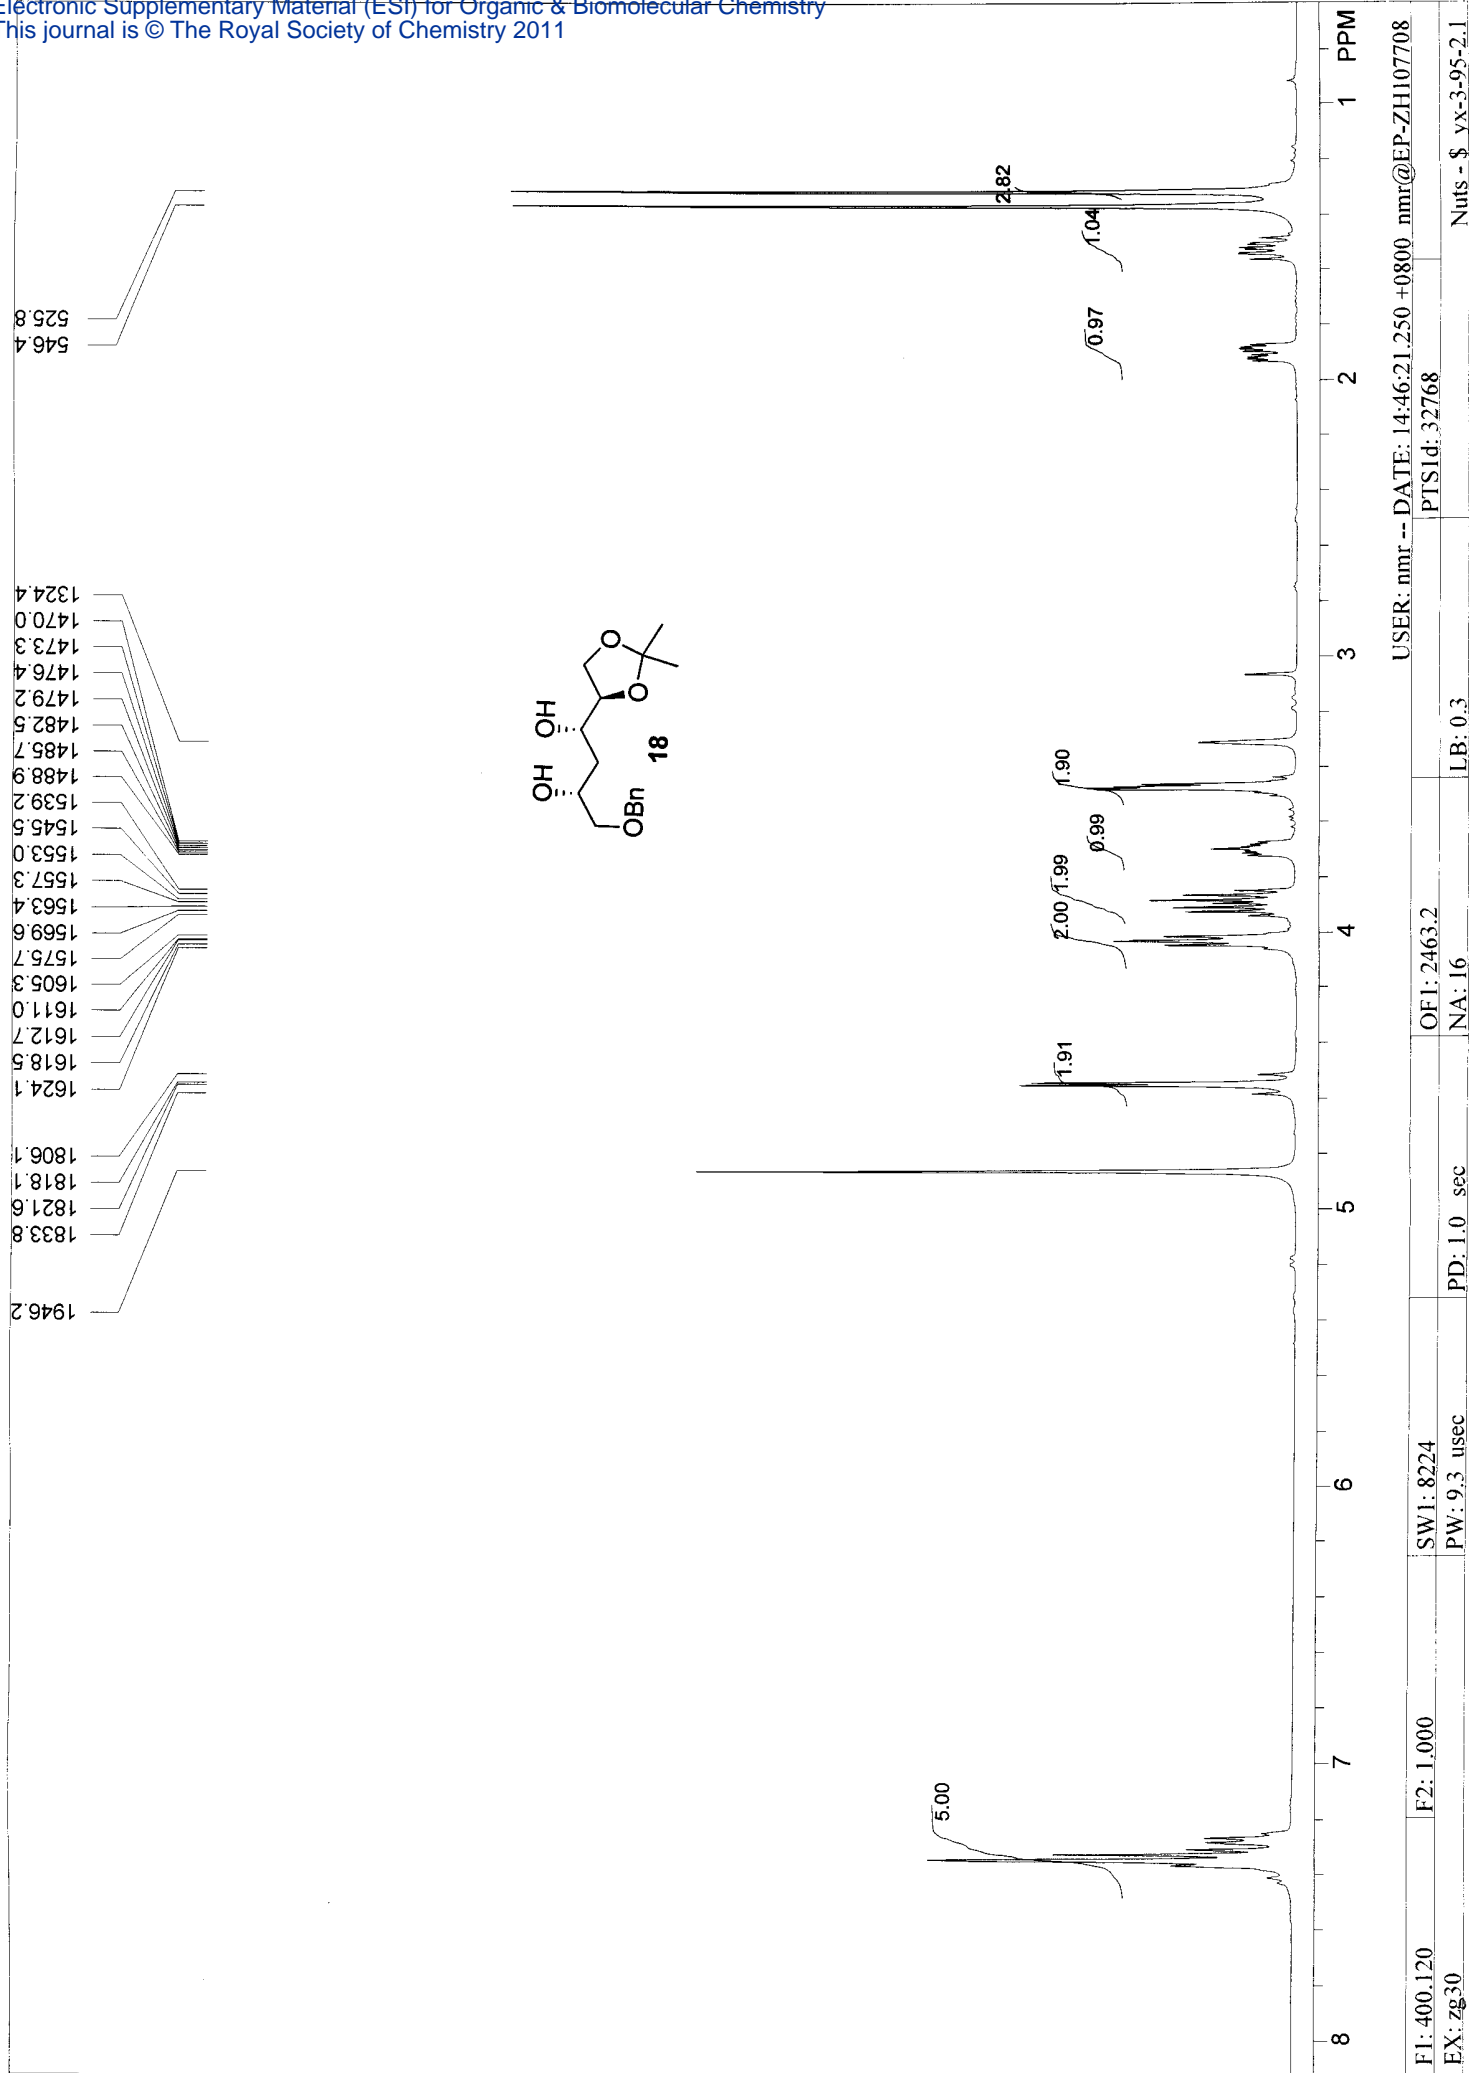 Electronic Supplementary Material (ESI) for Organic & Biomolecular Chemistry
This journal is © The Royal Society of Chemistry 2011
1946.2
1833.8
1821.6
1818.1
1806.1
1624.1
1618.5
1612.7
1611.0
1605.3
1575.7
1569.6
1563.4
1557.3
1553.0
1545.5
1539.2
1488.9
1485.7
1482.5
1479.2
1476.4
1473.3
1470.0
1324.4
546.4
525.8
OH
OH
O
O
OBn
18
5.00
1.91
2.00
1.99
0.99
1.90
0.97
1.04
2.82
8
7
6
5
4
3
2
1
PPM
USER: nmr -- DATE: 14:46:21.250 +0800 nmr@EP-ZH107708
F1: 400.120
F2: 1.000
SW1: 8224
OF1: 2463.2
PTS1d: 32768
EX: zg30
PW: 9.3 usec
PD: 1.0 sec
NA: 16
LB: 0.3
Nuts - $ yx-3-95-2.1